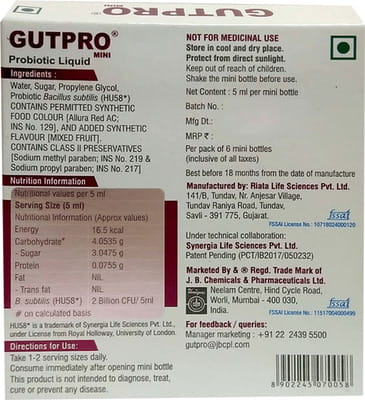 GUTPRO®
MINI
Probiotic Liquid
Ingredients :
Water, Sugar, Propylene Glycol,
Probiotic Bacillus subtilis (HU58*)
CONTAINS PERMITTED SYNTHETIC
FOOD COLOUR [Allura Red AC;
INS No. 129], AND ADDED SYNTHETIC
FLAVOUR [MIXED FRUIT].
CONTAINS CLASS II PRESERVATIVES
[Sodium methyl paraben; INS no. 219 &
Sodium propyl paraben; INS no. 217]
Nutrition Information
Nutritional values per 5 ml
Serving Size (5 ml)
Nutritional Information (Approx values)
Energy 16.5 kcal
Carbohydrate# 4.0535g
- Sugar 3.0475g
Protein 0.0755g
Fat NIL
- Trans fat NIL
B. subtilis (HU58*) 2 Billion CFU/ 5ml
# on calculated basis
HU58* is a trademark of Synergia Life Sciences Pvt. Ltd.,
under License from Royal Holloway, University of London.
Directions for Use:
Take 1-2 serving sizes daily.
Consume immediately after opening mini bottle
This product is not intended to diagnose, treat,
cure or prevent any disease.
NOT FOR MEDICINAL USE
Store in cool and dry place.
Protect from direct sunlight.
Keep out of reach of children.
Shake the mini bottle before use.
Net Contents : 5 ml per mini bottle
Batch No. :
Mfg Dt.:
MRP ₹ :
Per pack of 6 mini bottles
(inclusive of all taxes)
Best before 18 months from the date of manufacture
Manufactured by: Riata Life Sciences Pvt. Ltd.
141/B, Tundav, Nr. Anjesar Village,
Tundav Raniya Road, Tundav,
Savli - 391 775, Gujarat.
fssai
FSSAI License No.: 10718024000120
Under technical collaboration:
Synergia Life Sciences Pvt. Ltd.
Patent Pending (PCT/IB2017/050232)
Marketed By & ® Regd. Trade Mark of
J. B. Chemicals & Pharmaceuticals Ltd.
Neelam Centre, Hind Cycle Road,
Worli, Mumbai - 400 030,
India.
fssai
FSSAI License No.: 11517004000499
For feedback / queries:
Manager marketing : +91 22 2439 5500
gutpro@jbcpl.com
8902245070058